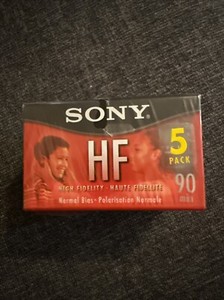 SONY
5
PACK
HF
HIGH FIDELITY · HAUTE FIDÉLITÉ
90
Normal Bias · Polarisation Normale